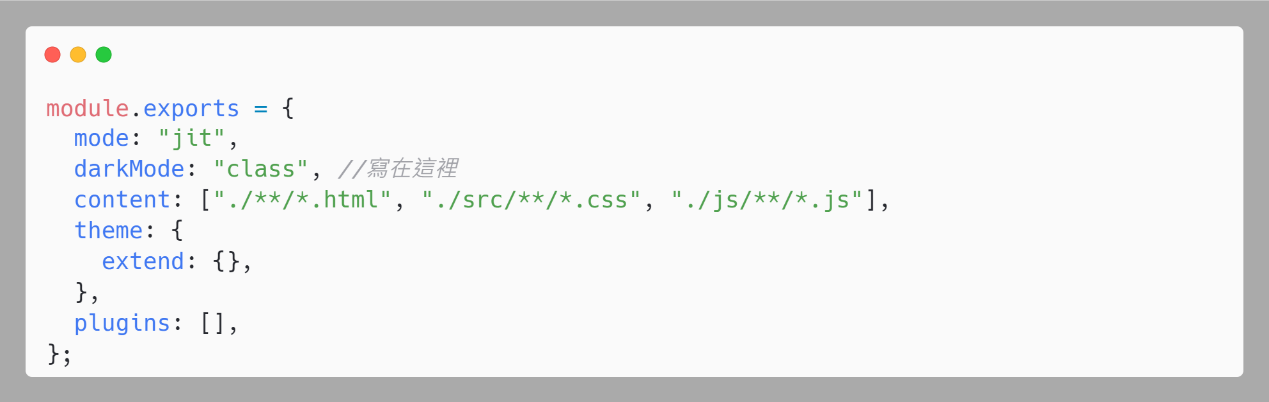 module.exports = {
  mode: "jit",
  darkMode: "class", //寫在這裡
  content: ["./**/*.html", "./src/**/*.css", "./js/**/*.js"],
  theme: {
    extend: {},
  },
  plugins: [],
};